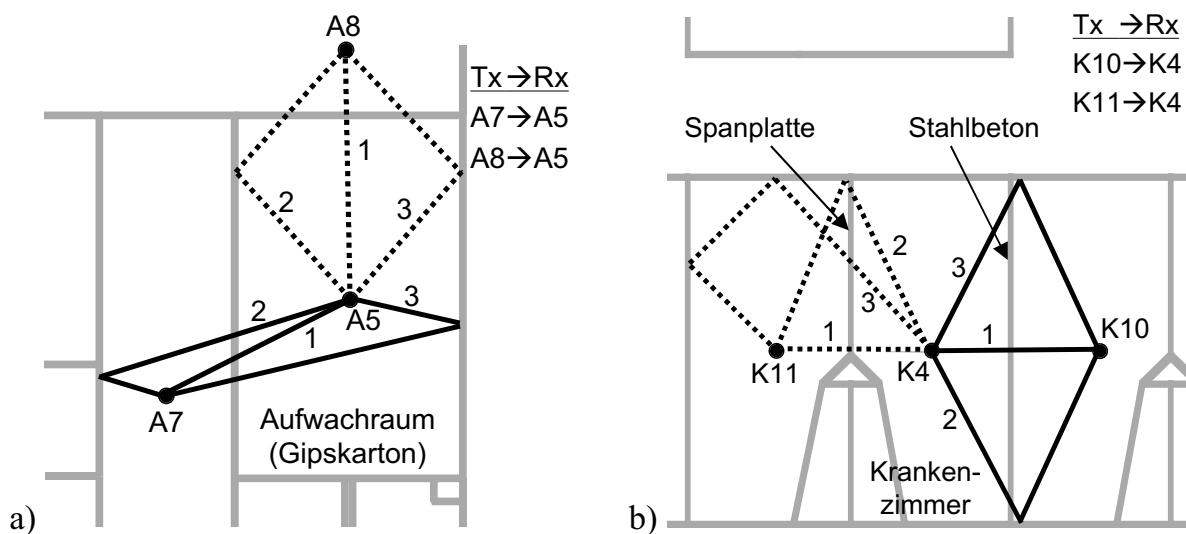 A8
Tx →Rx
A7→A5
A8→A5
1
2
3
A5
2
3
1
A7
Aufwachraum
(Gipskarton)
a)
Tx →Rx
K10→K4
K11→K4
Spanplatte
Stahlbeton
2
3
3
1
1
K11
K4
K10
2
Kranken-
zimmer
b)